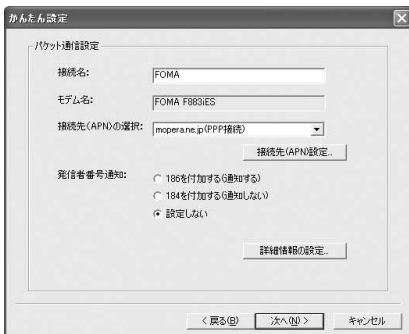 かんたん設定
パケット通信設定
接続名: FOMA
モデム名: FOMA F883iES
接続先(APN)の選択: mopera.ne.jp(PPP接続)
接続先(APN)設定...
発信者番号通知: 186を付加する(通知する)
184を付加する(通知しない)
設定しない
詳細情報の設定...
< 戻る(B) 次へ(N) > キャンセル